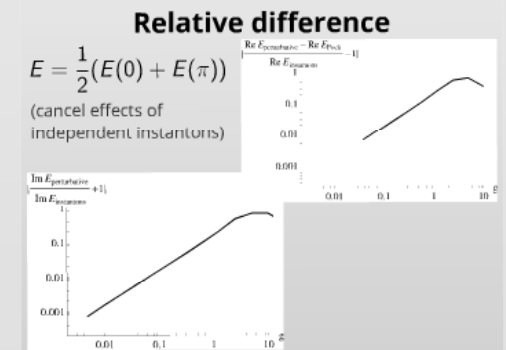 Relative difference
E = 1/2 (E(0) + E(π))
(cancel effects of
independent instantons)
Re E_perturbative − Re E
Re E_instantons
−1|
1
0.1
0.01
0.001
0.01 0.1 1 10 g
Im E_perturbative
Im E_instantons
+1|
1
0.1
0.01
0.001
0.01 0.1 1 10 g